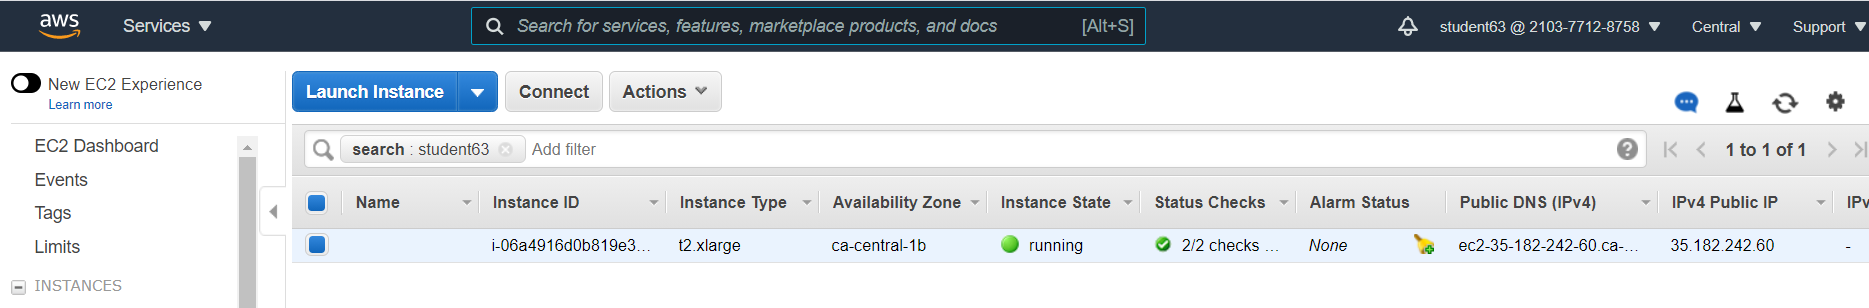 aws Services Search for services, features, marketplace products, and docs [Alt+S] student63 @ 2103-7712-8758 Central Support
New EC2 Experience
Learn more
Launch Instance Connect Actions
EC2 Dashboard
Events
Tags
Limits
INSTANCES
search : student63 Add filter 1 to 1 of 1
Name Instance ID Instance Type Availability Zone Instance State Status Checks Alarm Status Public DNS (IPv4) IPv4 Public IP IPv
i-06a4916d0b819e3... t2.xlarge ca-central-1b running 2/2 checks ... None ec2-35-182-242-60.ca-... 35.182.242.60 -